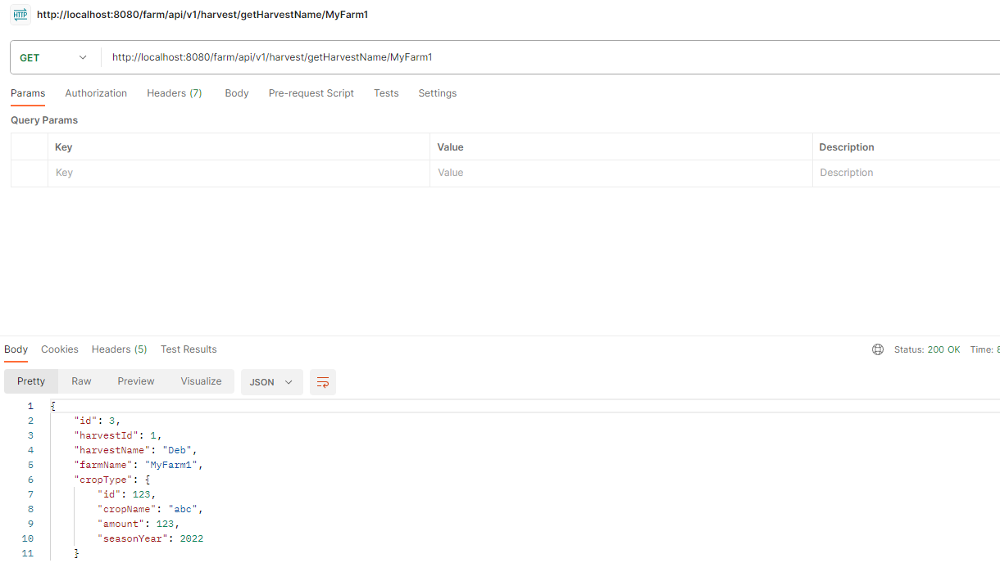 HTTP http://localhost:8080/farm/api/v1/harvest/getHarvestName/MyFarm1
GET http://localhost:8080/farm/api/v1/harvest/getHarvestName/MyFarm1
Params Authorization Headers (7) Body Pre-request Script Tests Settings
Query Params
Key Value Description
Key Value Description
Body Cookies Headers (5) Test Results Status: 200 OK Time: 8
Pretty Raw Preview Visualize JSON
1 {
2 "id": 3,
3 "harvestId": 1,
4 "harvestName": "Deb",
5 "farmName": "MyFarm1",
6 "cropType": {
7 "id": 123,
8 "cropName": "abc",
9 "amount": 123,
10 "seasonYear": 2022
11 }